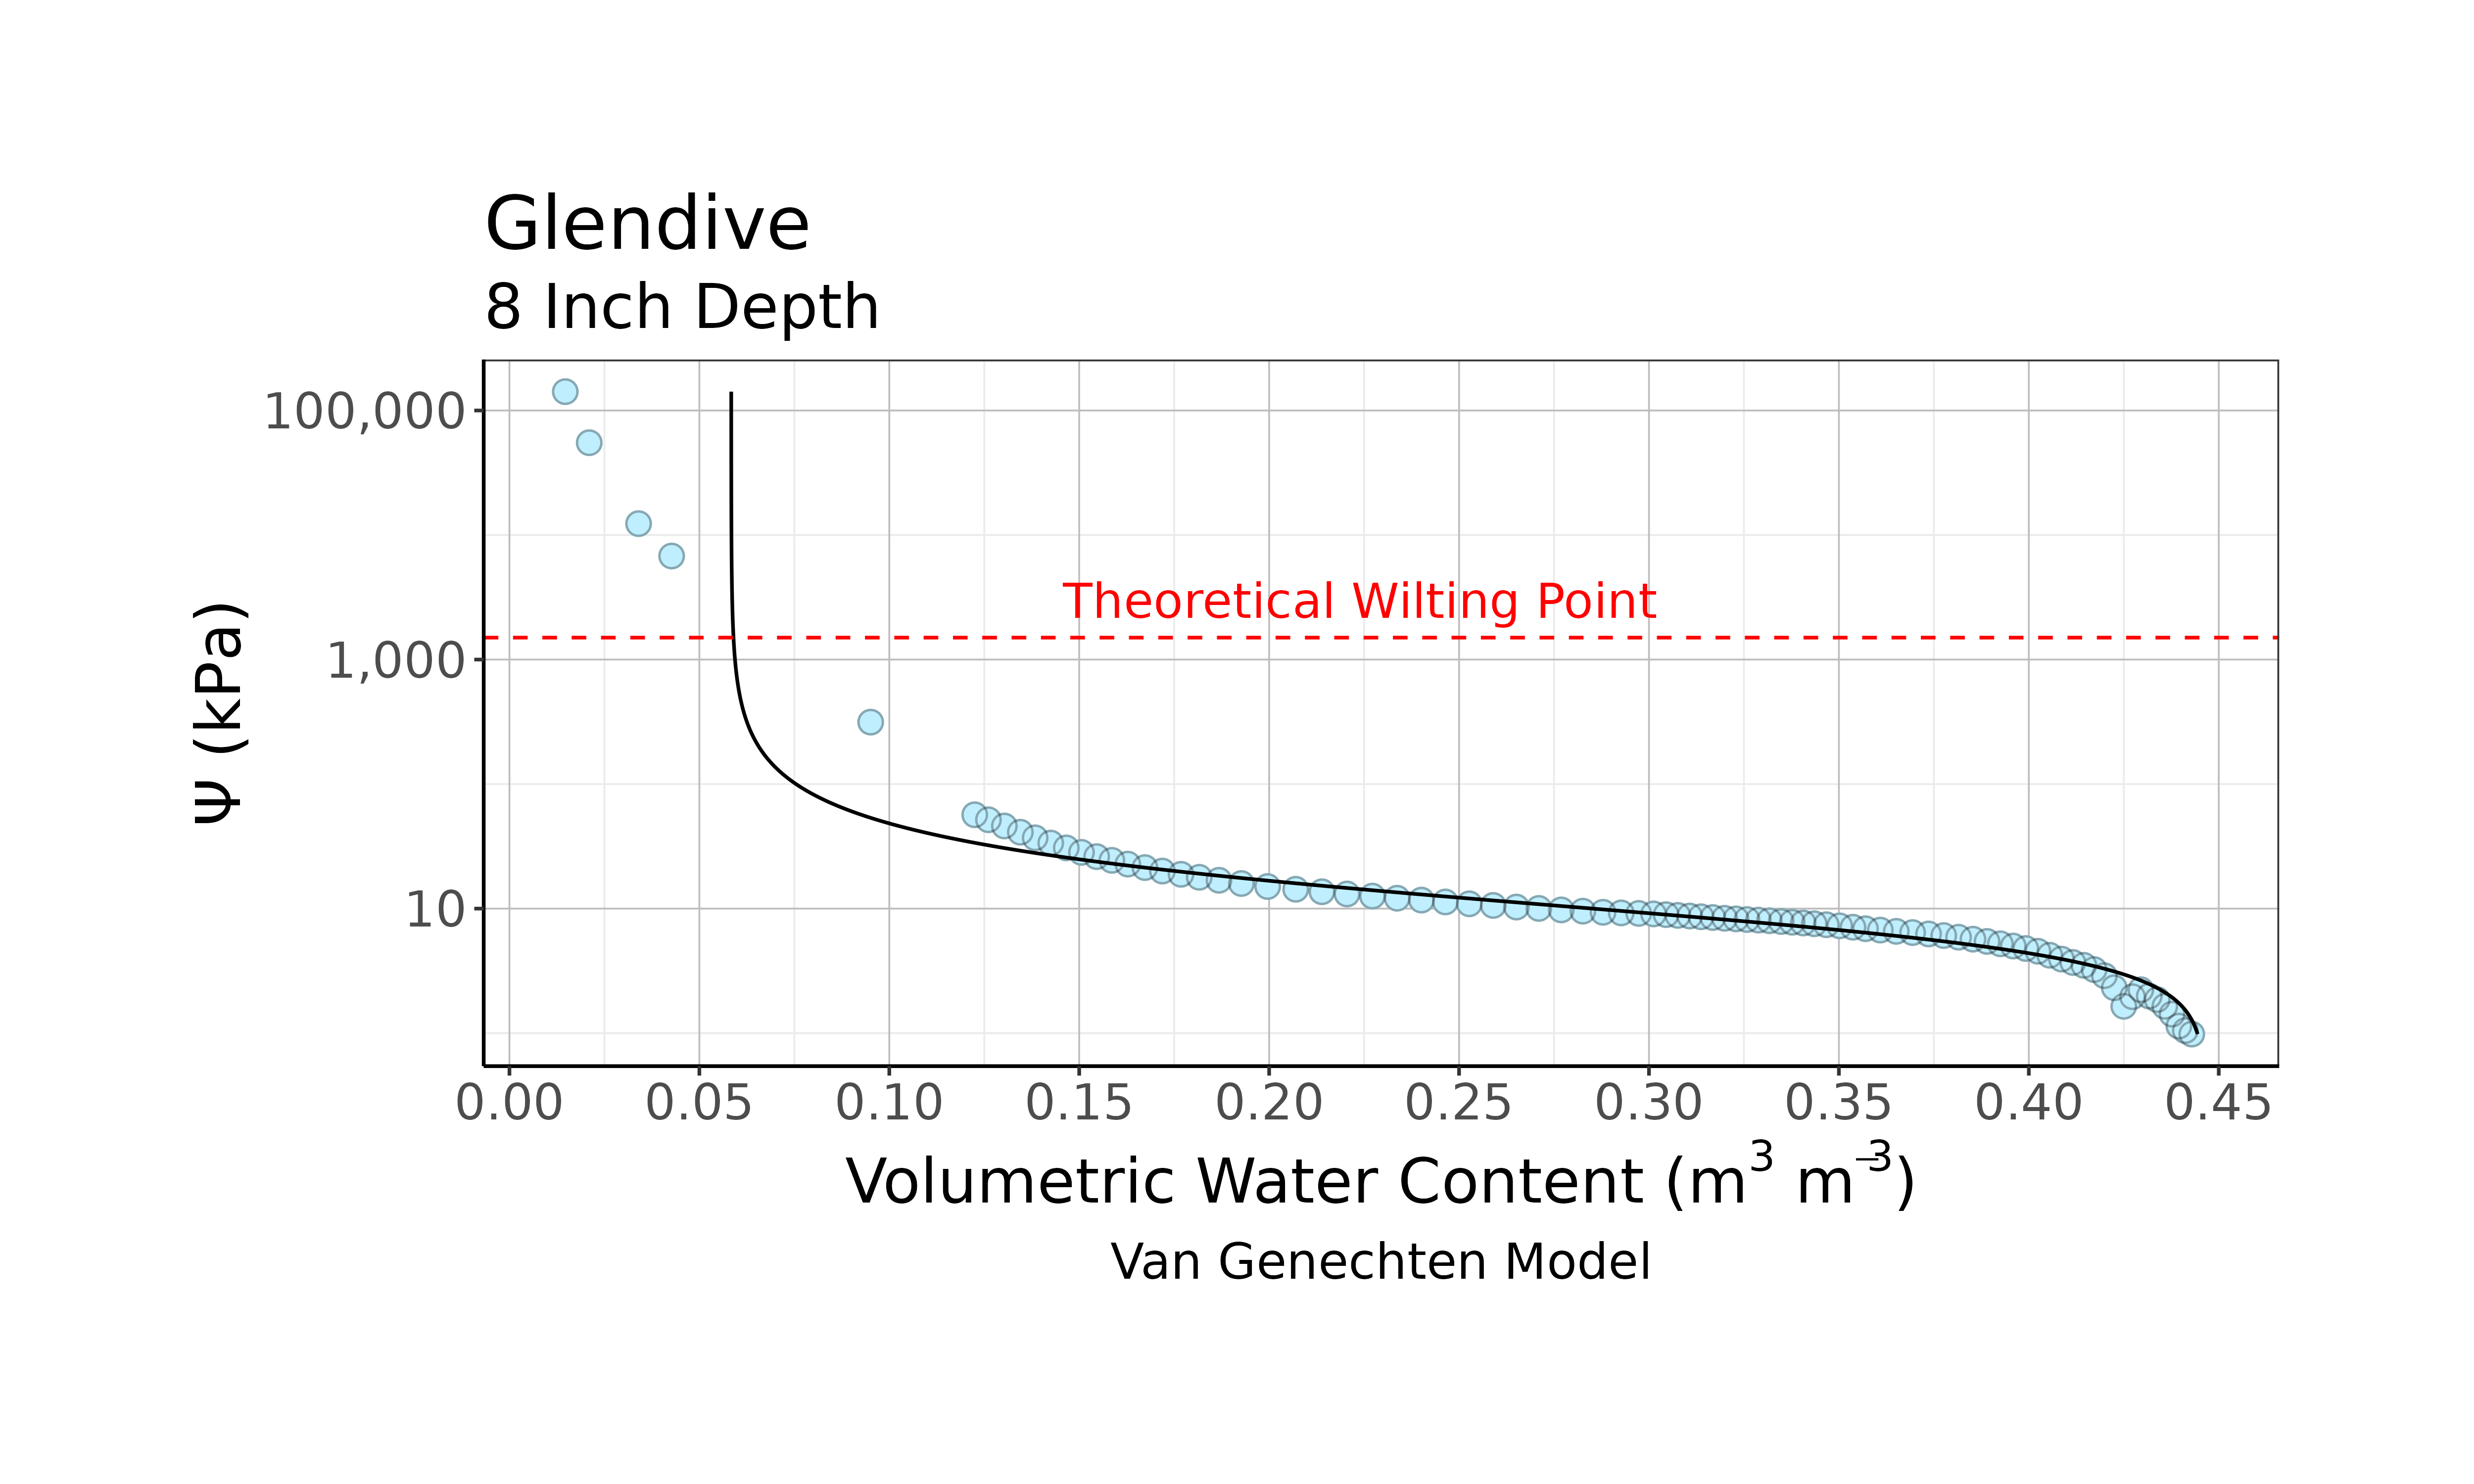 Glendive
8 Inch Depth
100,000
1,000
10
Ψ (kPa)
Theoretical Wilting Point
0.00 0.05 0.10 0.15 0.20 0.25 0.30 0.35 0.40 0.45
Volumetric Water Content (m³ m⁻³)
Van Genechten Model